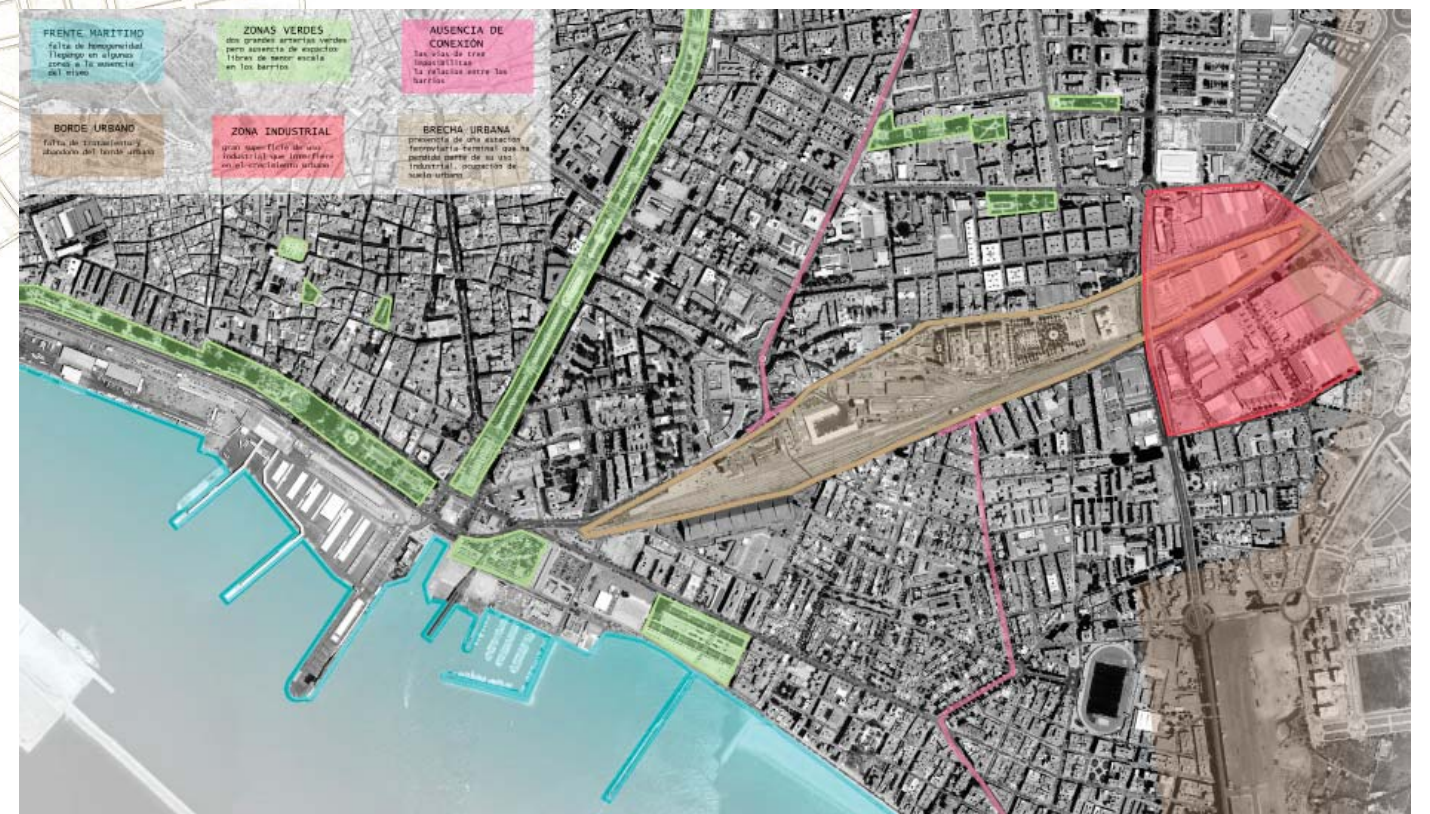 FRENTE MARÍTIMO
falta de homogeneidad
llegango en algunas
zonas a la ausencia
del mismo
ZONAS VERDES
dos grandes arterias verdes
pero ausencia de espacios
libres de menor escala
en los barrios
AUSENCIA DE
CONEXIÓN
las vías de tren
imposibilitan
la relacion entre los
barrios
BORDE URBANO
falta de tratamiento y
abandono del borde urbano
ZONA INDUSTRIAL
gran superficie de uso
industrial que interfiere
en el crecimiento urbano
BRECHA URBANA
presencia de una estación
ferroviaria terminal que ha
perdido parte de su uso
industrial, ocupación de
suelo urbano